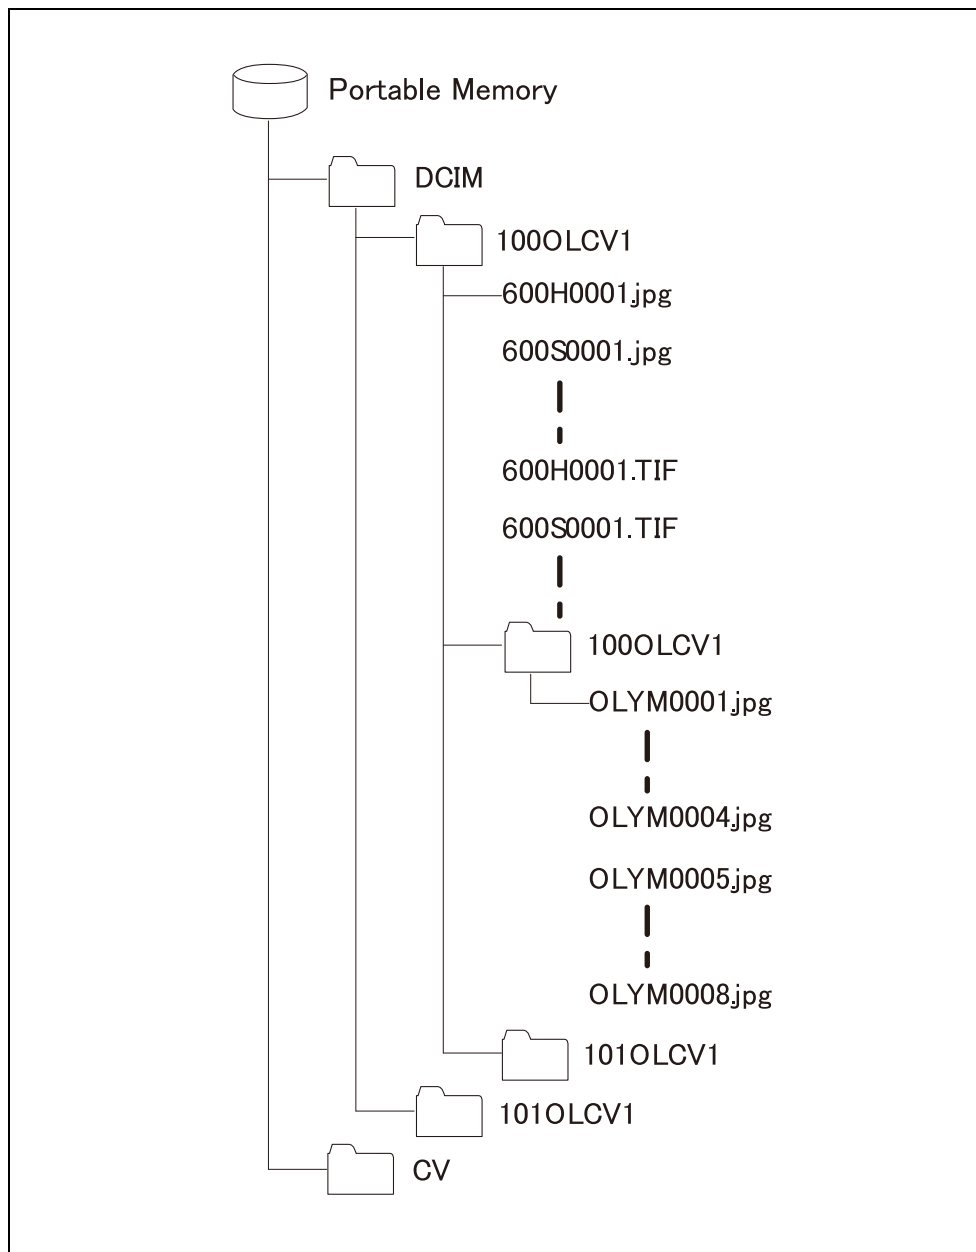 Portable Memory
DCIM
100OLCV1
600H0001.jpg
600S0001.jpg
600H0001.TIF
600S0001.TIF
100OLCV1
OLYM0001.jpg
OLYM0004.jpg
OLYM0005.jpg
OLYM0008.jpg
101OLCV1
101OLCV1
CV